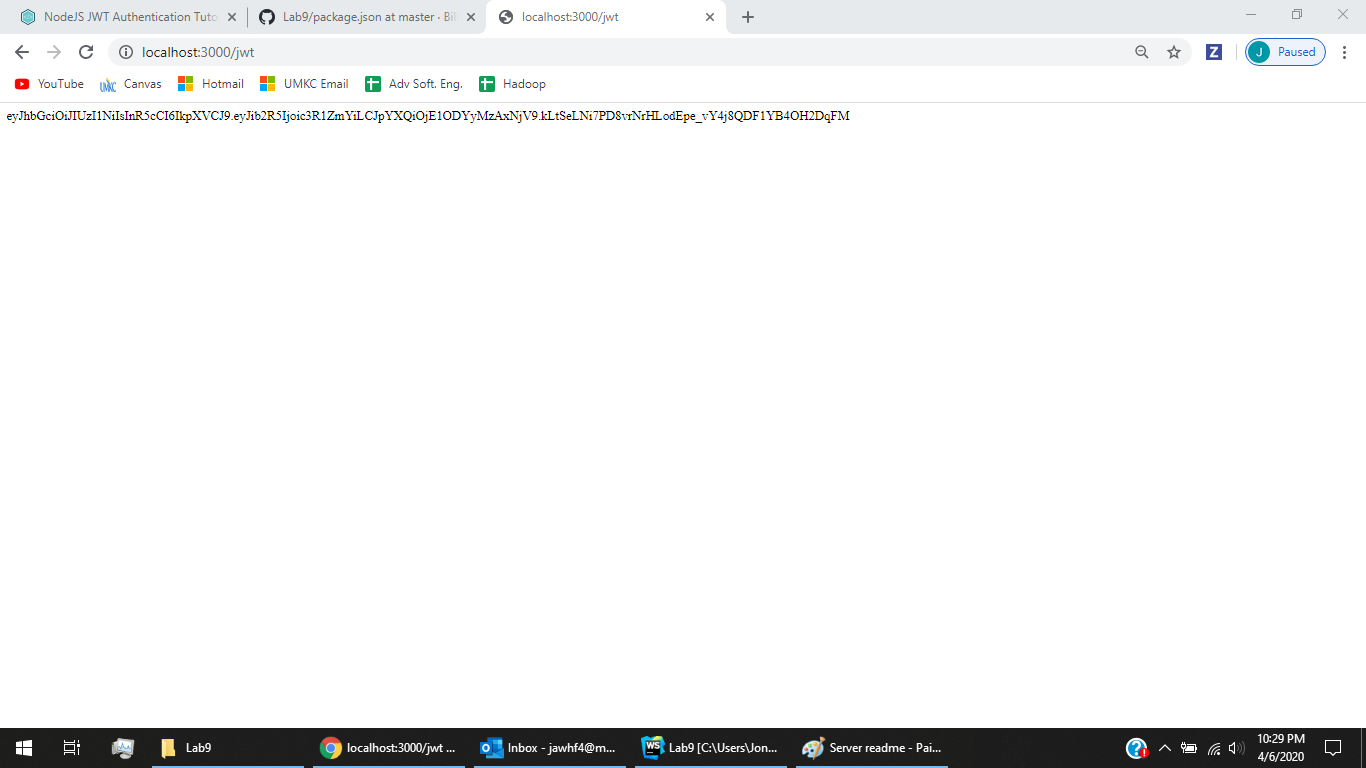 NodeJS JWT Authentication Tuto
Lab9/package.json at master · Bi
localhost:3000/jwt
localhost:3000/jwt
Z
J
Paused
YouTube
UMKC
Canvas
Hotmail
UMKC Email
Adv Soft. Eng.
Hadoop
eyJhbGciOiJIUzI1NiIsInR5cCI6IkpXVCJ9.eyJib2R5Ijoic3R1ZmYiLCJpYXQiOjE1ODYyMzAxNjV9.kLtSeLNi7PD8vrNrHLodEpe_vY4j8QDF1YB4OH2DqFM
Lab9
localhost:3000/jwt ...
Inbox - jawhf4@m...
WS
Lab9 [C:\Users\Jon...
Server readme - Pai...
10:29 PM
4/6/2020